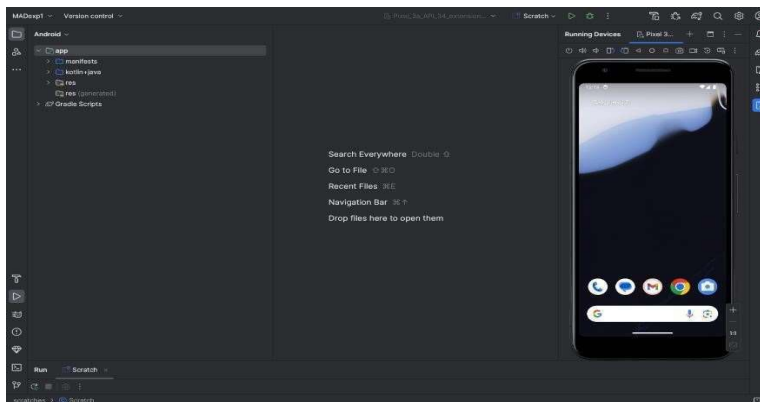 MADexp1 Version control
Scratch
Android
Running Devices Pixel 3...
app
manifests
kotlin+java
res
res (generated)
Gradle Scripts
Search Everywhere Double ⇧
Go to File ⇧⌘O
Recent Files ⌘E
Navigation Bar ⌘↑
Drop files here to open them
1:1
Run Scratch
scratches > Scratch